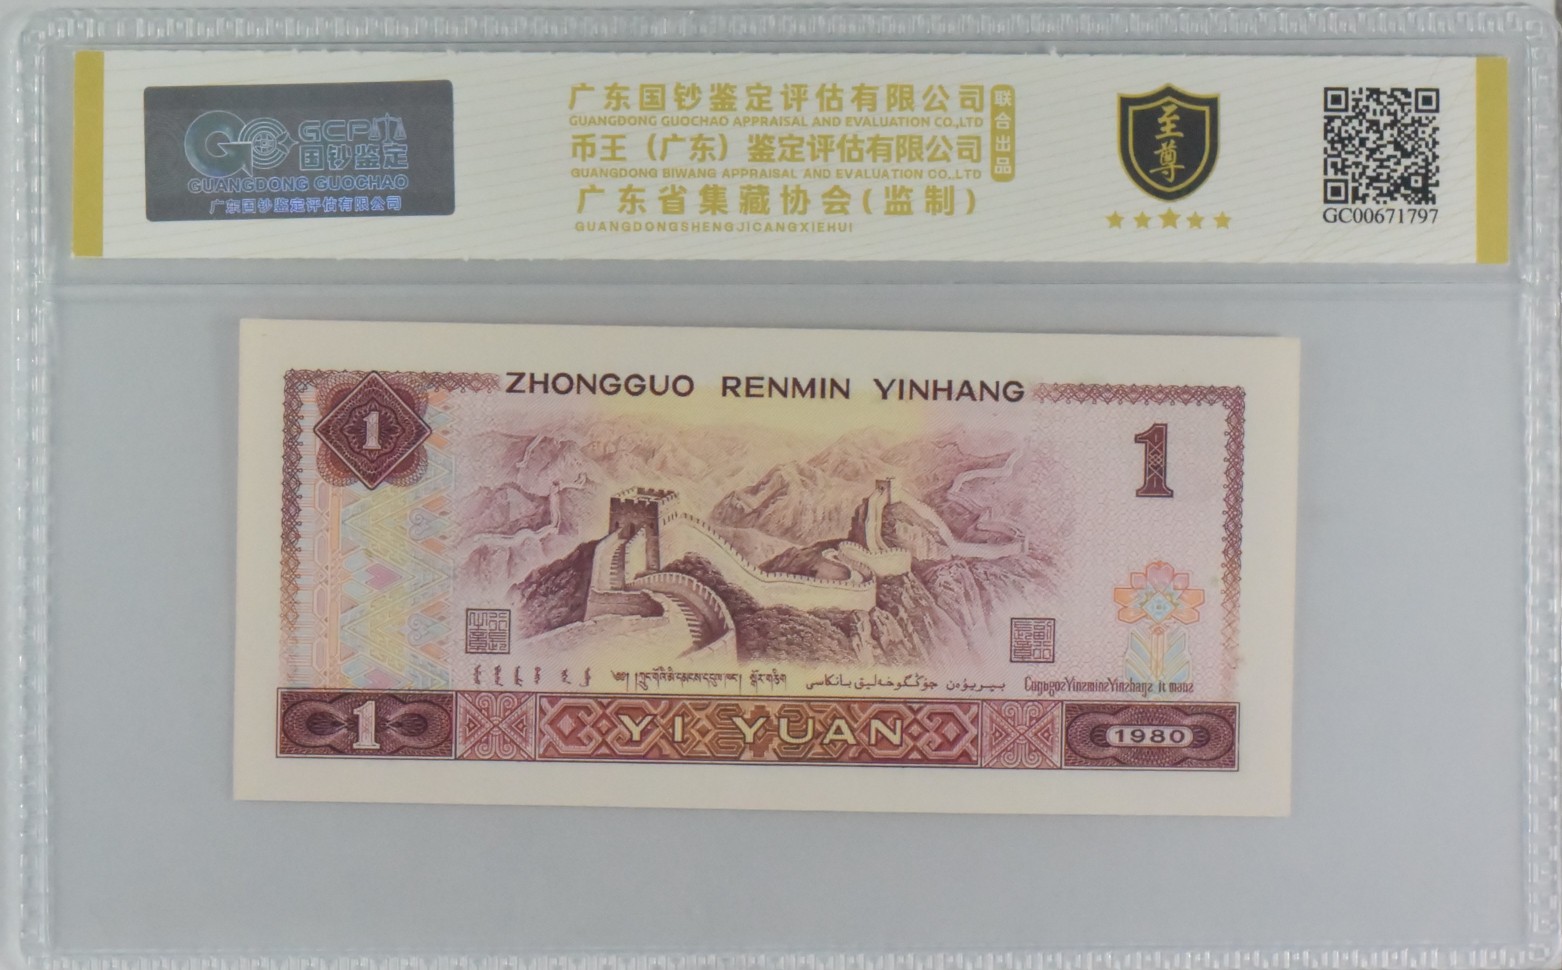 GCP
国钞鉴定
GUANGDONG GUOCHAO
广东国钞鉴定评估有限公司
广东国钞鉴定评估有限公司
GUANGDONG GUOCHAO APPRAISAL AND EVALUATION CO.,LTD
币王（广东）鉴定评估有限公司
GUANGDONG BIWANG APPRAISAL AND EVALUATION CO.,LTD
联合出品
广东省集藏协会(监制)
GUANGDONGSHENGJICANGXIEHUI
至尊
GC00671797
ZHONGGUO RENMIN YINHANG
1
1
YI YUAN
1
1980